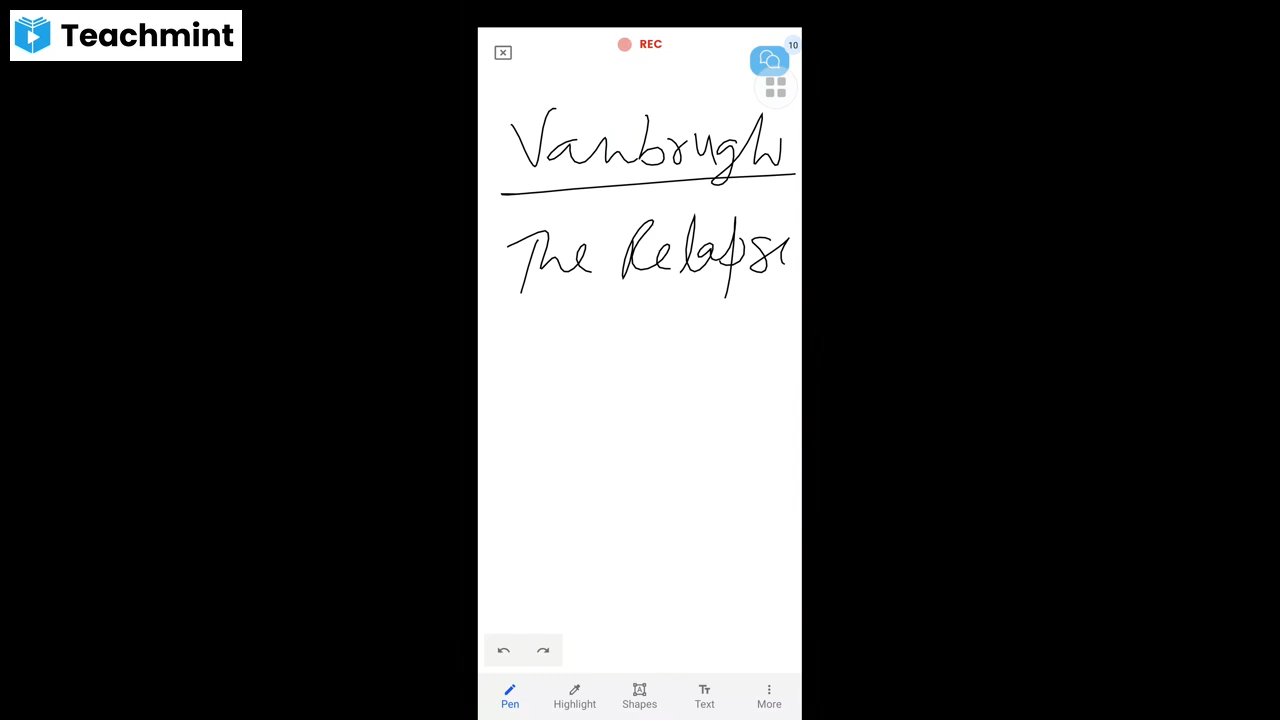 Teachmint
REC
10
Vanbrugh
The Relapse
Pen
Highlight
Shapes
Text
More